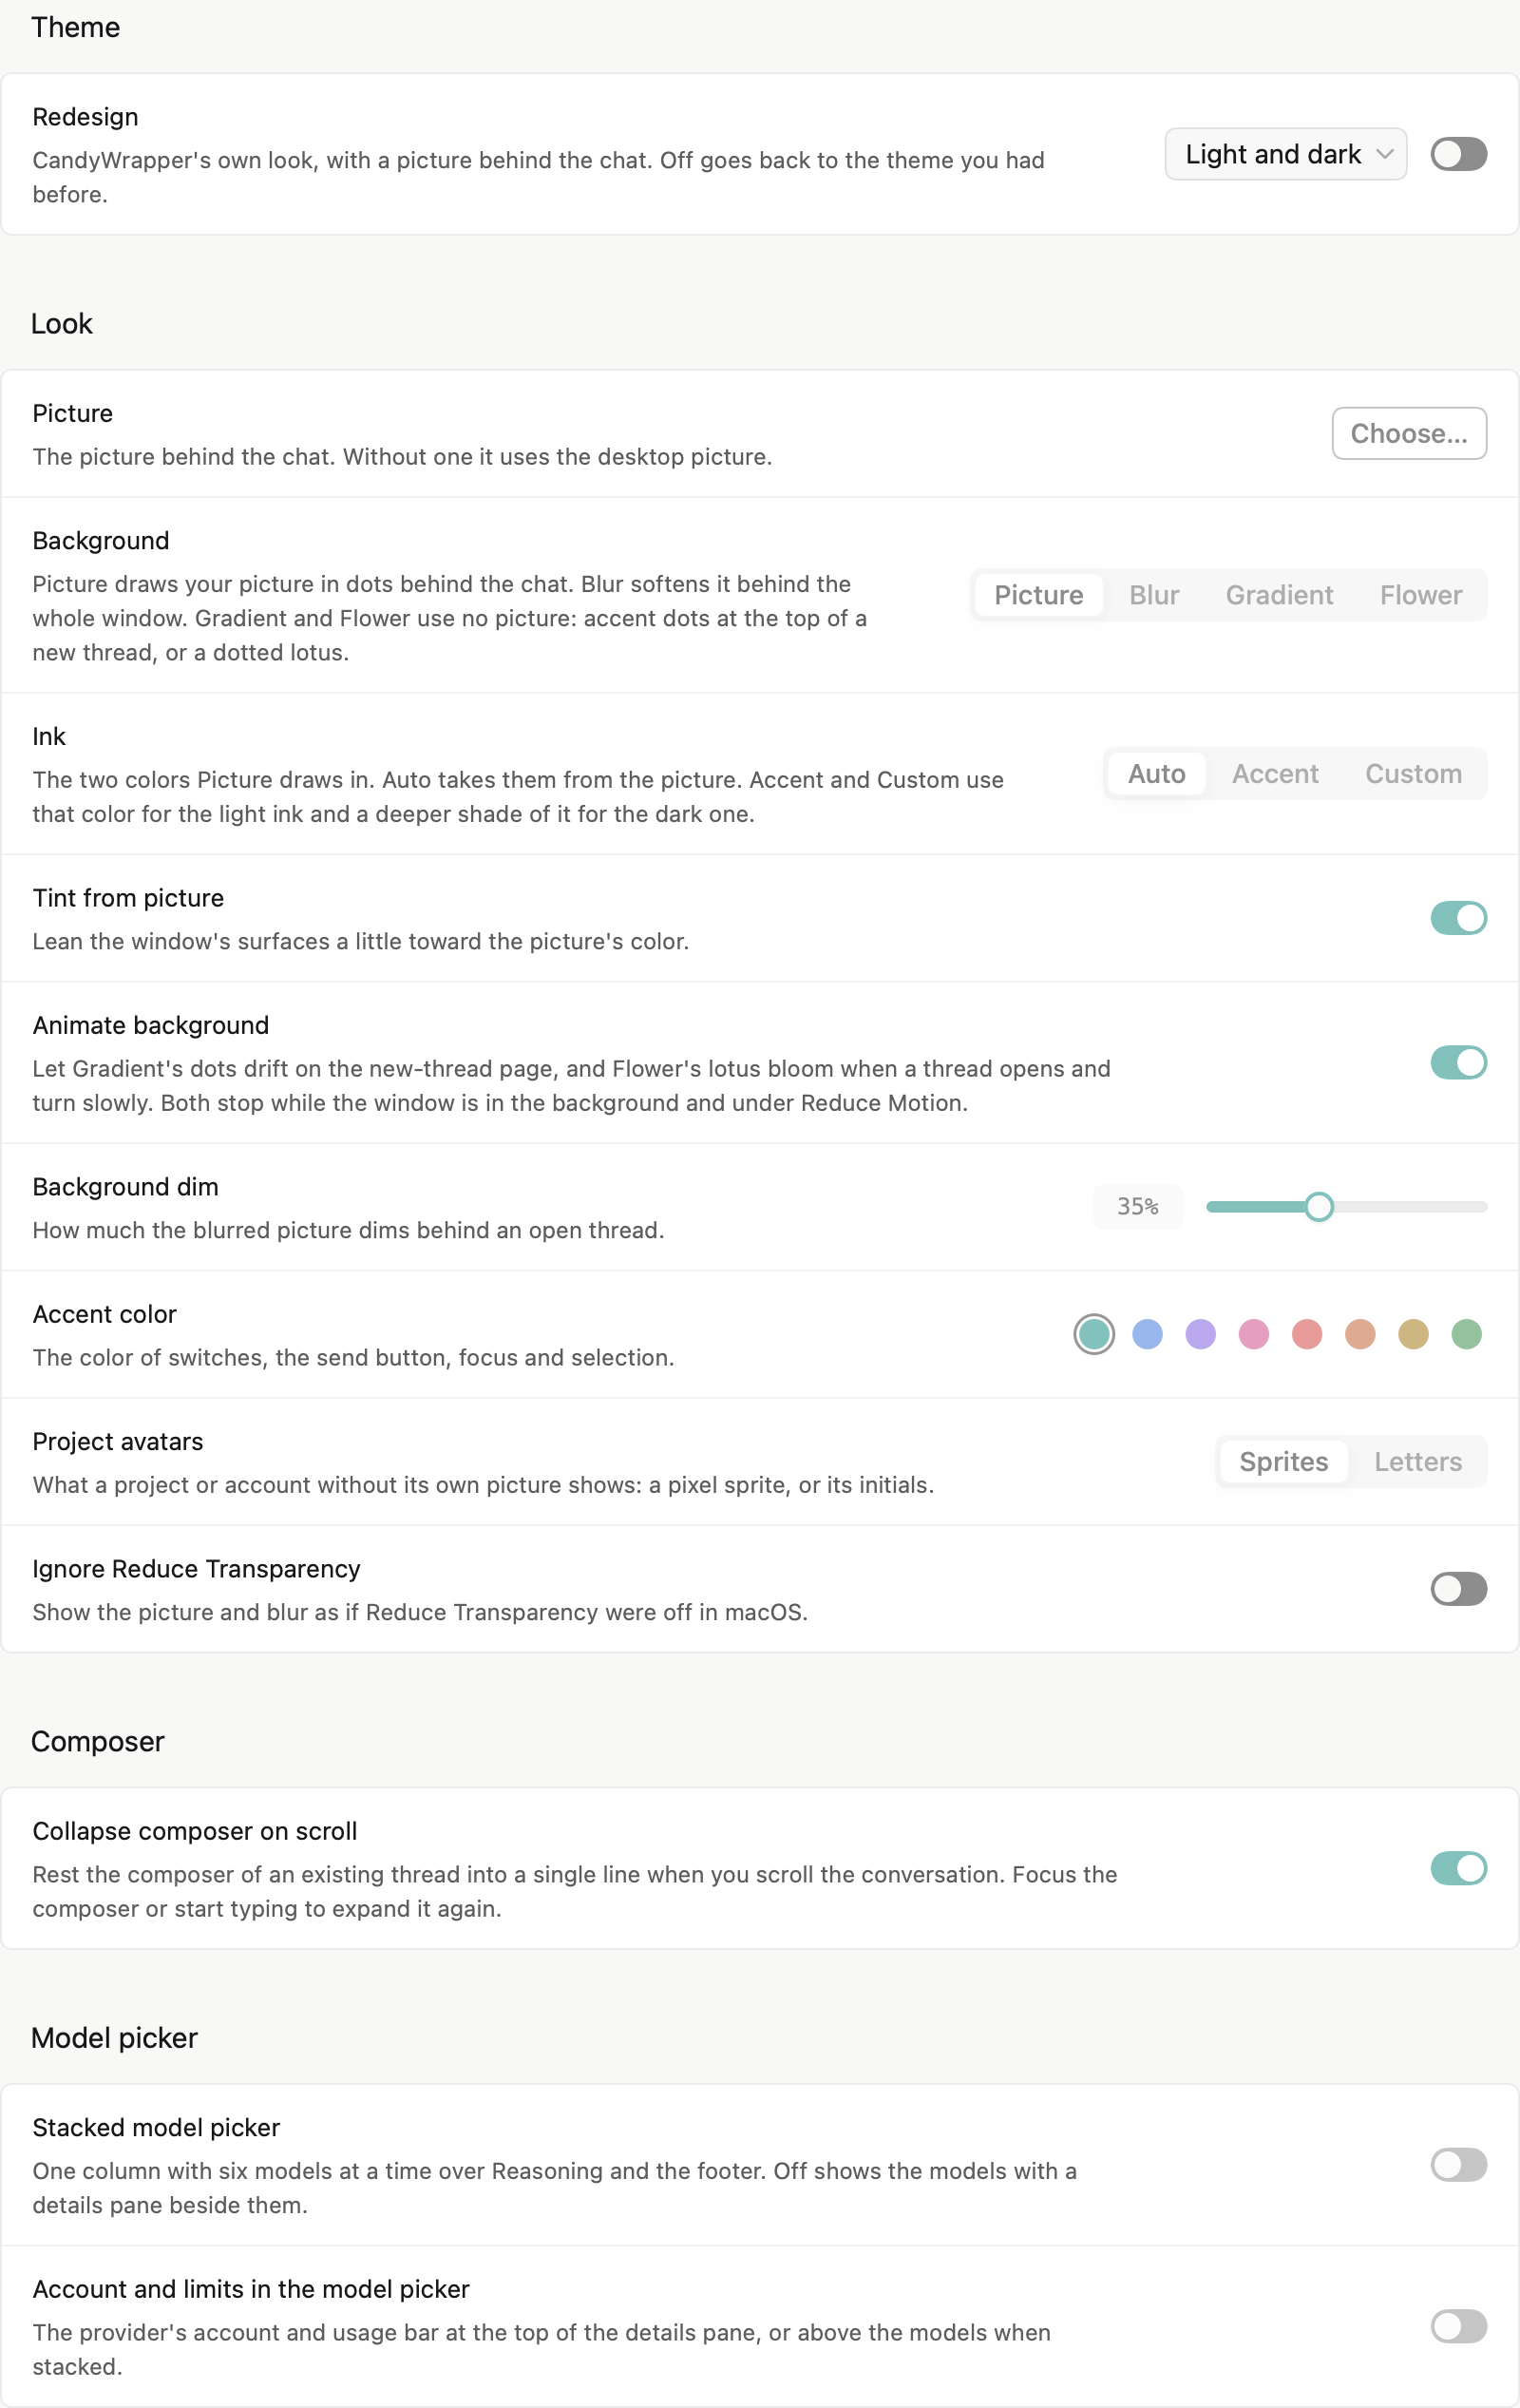 Theme
Redesign
CandyWrapper's own look, with a picture behind the chat. Off goes back to the theme you had
before.
Light and dark
Look
Picture
The picture behind the chat. Without one it uses the desktop picture.
Choose...
Background
Picture draws your picture in dots behind the chat. Blur softens it behind the
whole window. Gradient and Flower use no picture: accent dots at the top of a
new thread, or a dotted lotus.
Picture Blur Gradient Flower
Ink
The two colors Picture draws in. Auto takes them from the picture. Accent and Custom use
that color for the light ink and a deeper shade of it for the dark one.
Auto Accent Custom
Tint from picture
Lean the window's surfaces a little toward the picture's color.
Animate background
Let Gradient's dots drift on the new-thread page, and Flower's lotus bloom when a thread opens and
turn slowly. Both stop while the window is in the background and under Reduce Motion.
Background dim
How much the blurred picture dims behind an open thread.
35%
Accent color
The color of switches, the send button, focus and selection.
Project avatars
What a project or account without its own picture shows: a pixel sprite, or its initials.
Sprites Letters
Ignore Reduce Transparency
Show the picture and blur as if Reduce Transparency were off in macOS.
Composer
Collapse composer on scroll
Rest the composer of an existing thread into a single line when you scroll the conversation. Focus the
composer or start typing to expand it again.
Model picker
Stacked model picker
One column with six models at a time over Reasoning and the footer. Off shows the models with a
details pane beside them.
Account and limits in the model picker
The provider's account and usage bar at the top of the details pane, or above the models when
stacked.